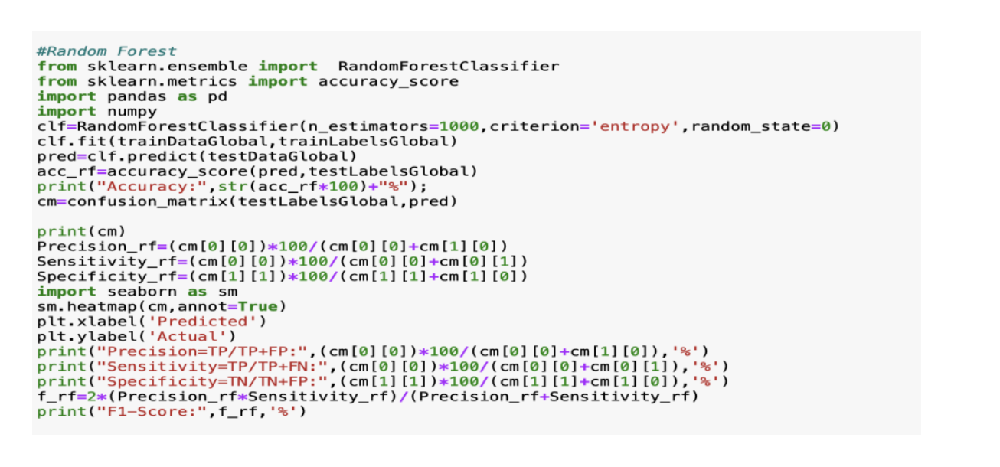 #Random Forest
from sklearn.ensemble import  RandomForestClassifier
from sklearn.metrics import accuracy_score
import pandas as pd
import numpy
clf=RandomForestClassifier(n_estimators=1000,criterion='entropy',random_state=0)
clf.fit(trainDataGlobal,trainLabelsGlobal)
pred=clf.predict(testDataGlobal)
acc_rf=accuracy_score(pred,testLabelsGlobal)
print("Accuracy:",str(acc_rf*100)+"%");
cm=confusion_matrix(testLabelsGlobal,pred)

print(cm)
Precision_rf=(cm[0][0])*100/(cm[0][0]+cm[1][0])
Sensitivity_rf=(cm[0][0])*100/(cm[0][0]+cm[0][1])
Specificity_rf=(cm[1][1])*100/(cm[1][1]+cm[1][0])
import seaborn as sm
sm.heatmap(cm,annot=True)
plt.xlabel('Predicted')
plt.ylabel('Actual')
print("Precision=TP/TP+FP:",(cm[0][0])*100/(cm[0][0]+cm[1][0]),'%')
print("Sensitivity=TP/TP+FN:",(cm[0][0])*100/(cm[0][0]+cm[0][1]),'%')
print("Specificity=TN/TN+FP:",(cm[1][1])*100/(cm[1][1]+cm[1][0]),'%')
f_rf=2*(Precision_rf*Sensitivity_rf)/(Precision_rf+Sensitivity_rf)
print("F1-Score:",f_rf,'%')